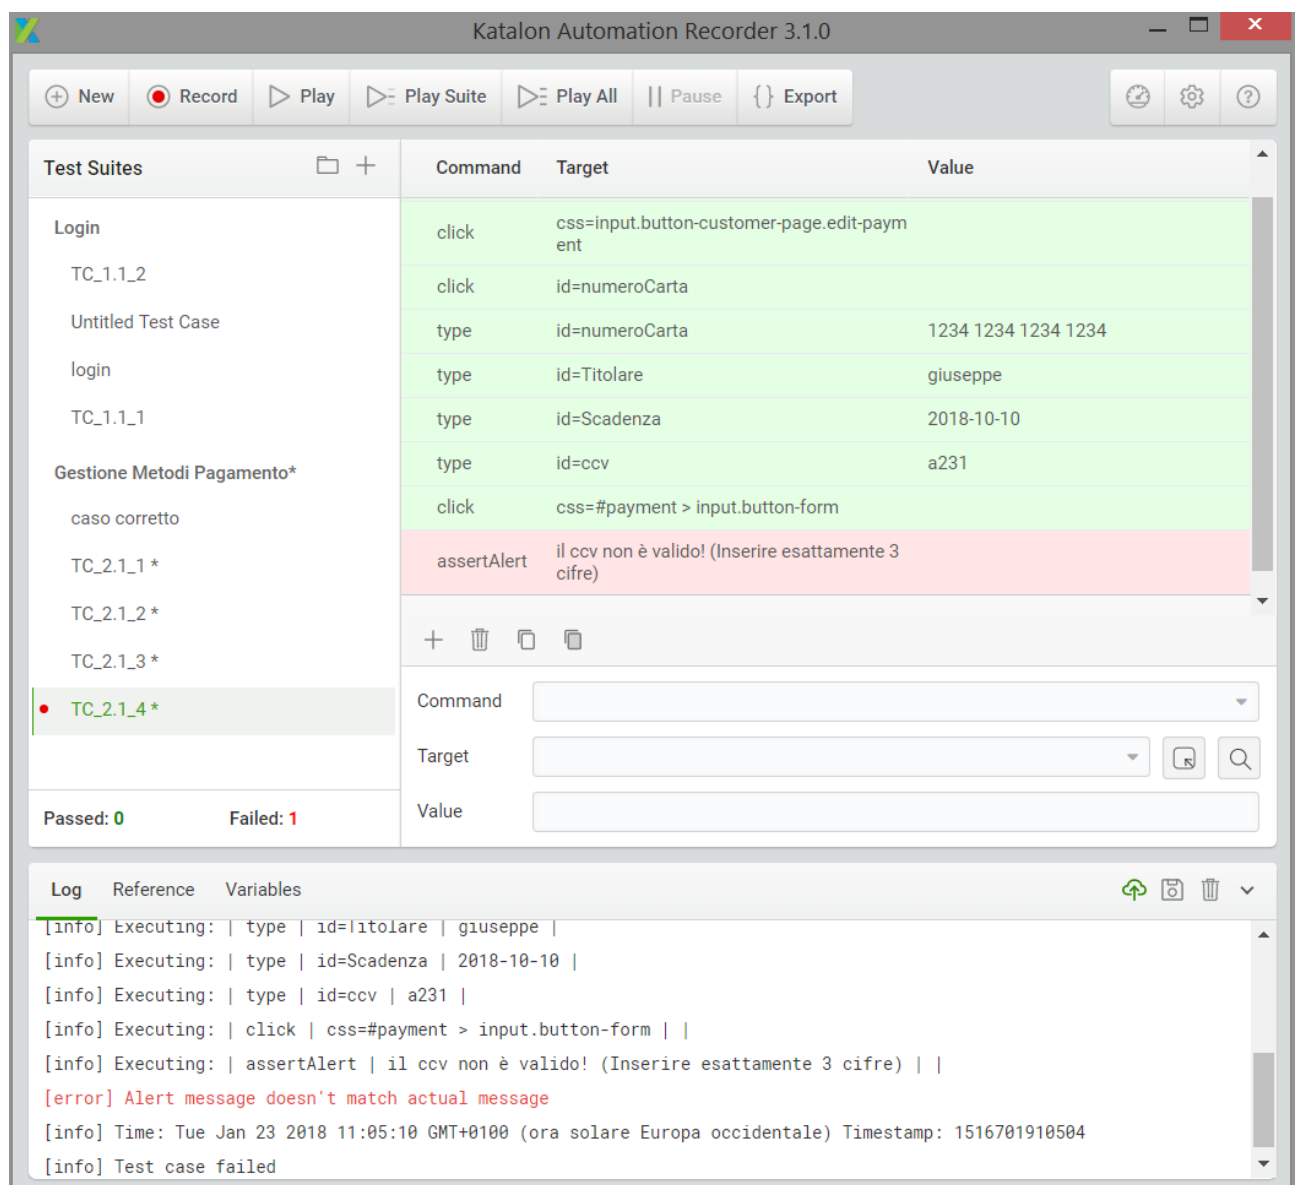 Katalon Automation Recorder 3.1.0
New Record Play Play Suite Play All Pause Export
Test Suites
Login
TC_1.1_2
Untitled Test Case
login
TC_1.1_1
Gestione Metodi Pagamento*
caso corretto
TC_2.1_1 *
TC_2.1_2 *
TC_2.1_3 *
TC_2.1_4 *
Passed: 0 Failed: 1
Command Target Value
click css=input.button-customer-page.edit-paym
ent
click id=numeroCarta
type id=numeroCarta 1234 1234 1234 1234
type id=Titolare giuseppe
type id=Scadenza 2018-10-10
type id=ccv a231
click css=#payment > input.button-form
assertAlert il ccv non è valido! (Inserire esattamente 3
cifre)
Command
Target
Value
Log Reference Variables
[info] Executing: | type | id=Titolare | giuseppe |
[info] Executing: | type | id=Scadenza | 2018-10-10 |
[info] Executing: | type | id=ccv | a231 |
[info] Executing: | click | css=#payment > input.button-form | |
[info] Executing: | assertAlert | il ccv non è valido! (Inserire esattamente 3 cifre) | |
[error] Alert message doesn't match actual message
[info] Time: Tue Jan 23 2018 11:05:10 GMT+0100 (ora solare Europa occidentale) Timestamp: 1516701910504
[info] Test case failed